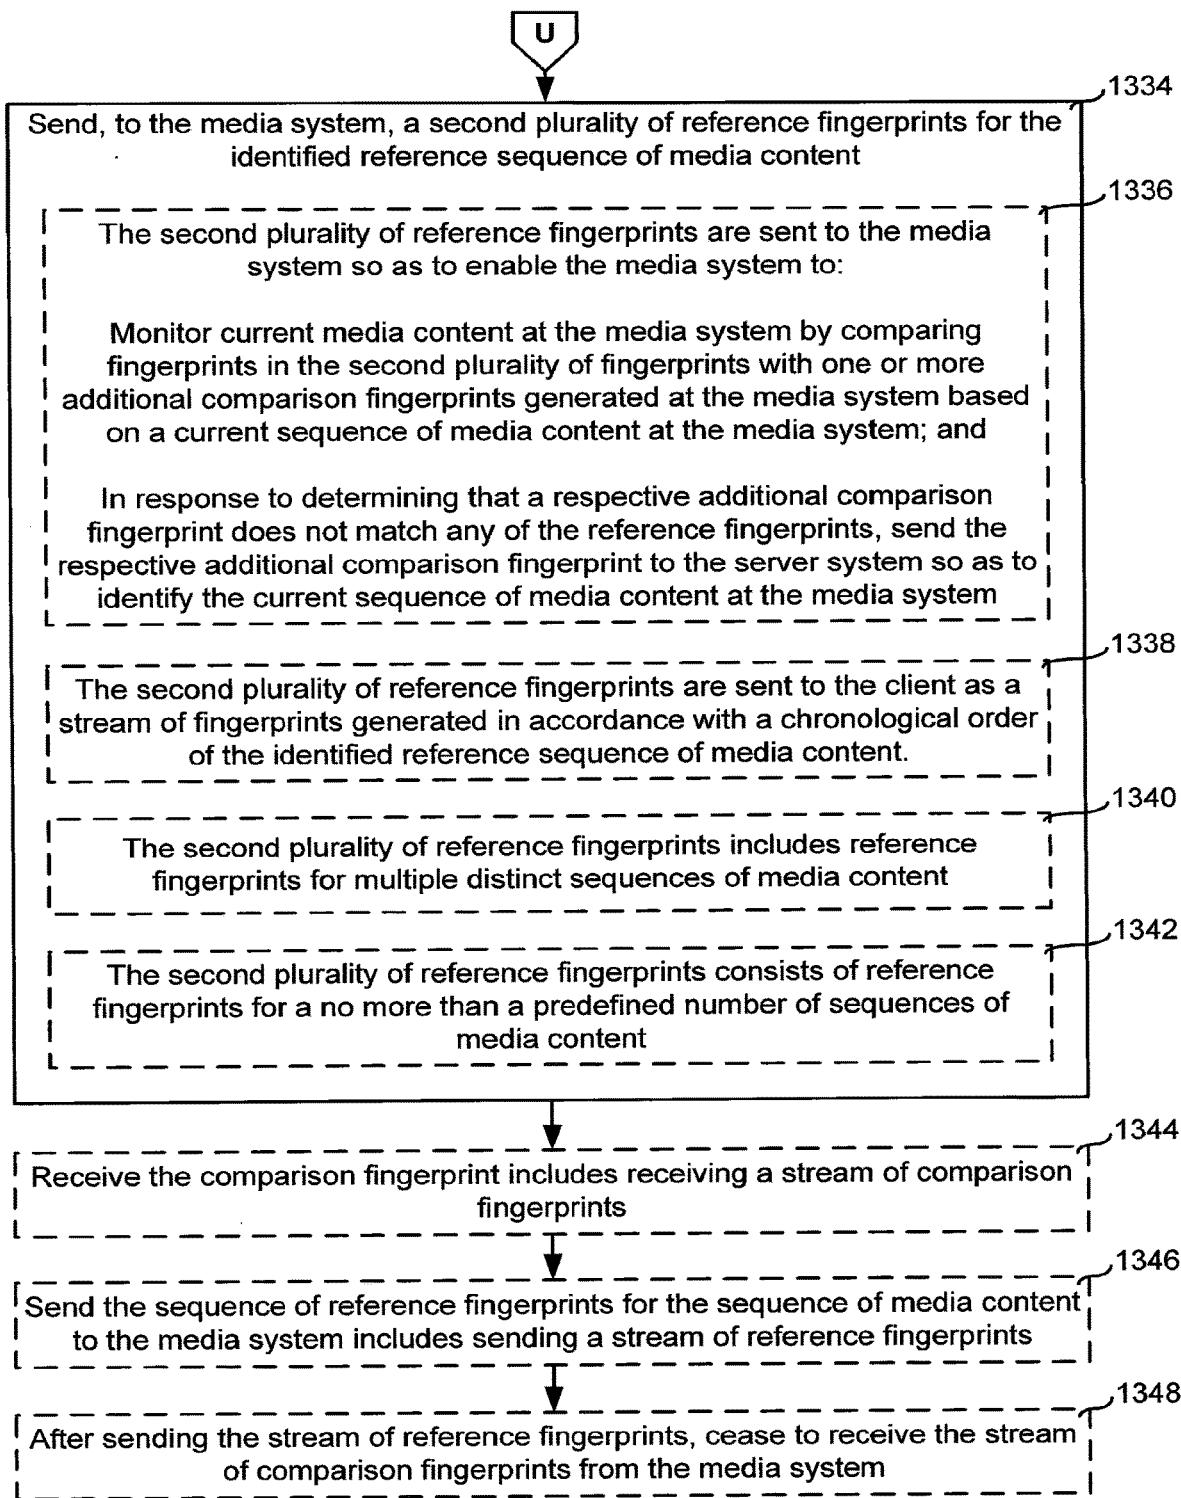 U
1334
Send, to the media system, a second plurality of reference fingerprints for the
identified reference sequence of media content
1336
The second plurality of reference fingerprints are sent to the media
system so as to enable the media system to:
Monitor current media content at the media system by comparing
fingerprints in the second plurality of fingerprints with one or more
additional comparison fingerprints generated at the media system based
on a current sequence of media content at the media system; and
In response to determining that a respective additional comparison
fingerprint does not match any of the reference fingerprints, send the
respective additional comparison fingerprint to the server system so as to
identify the current sequence of media content at the media system
1338
The second plurality of reference fingerprints are sent to the client as a
stream of fingerprints generated in accordance with a chronological order
of the identified reference sequence of media content.
1340
The second plurality of reference fingerprints includes reference
fingerprints for multiple distinct sequences of media content
1342
The second plurality of reference fingerprints consists of reference
fingerprints for a no more than a predefined number of sequences of
media content
1344
Receive the comparison fingerprint includes receiving a stream of comparison
fingerprints
1346
Send the sequence of reference fingerprints for the sequence of media content
to the media system includes sending a stream of reference fingerprints
1348
After sending the stream of reference fingerprints, cease to receive the stream
of comparison fingerprints from the media system